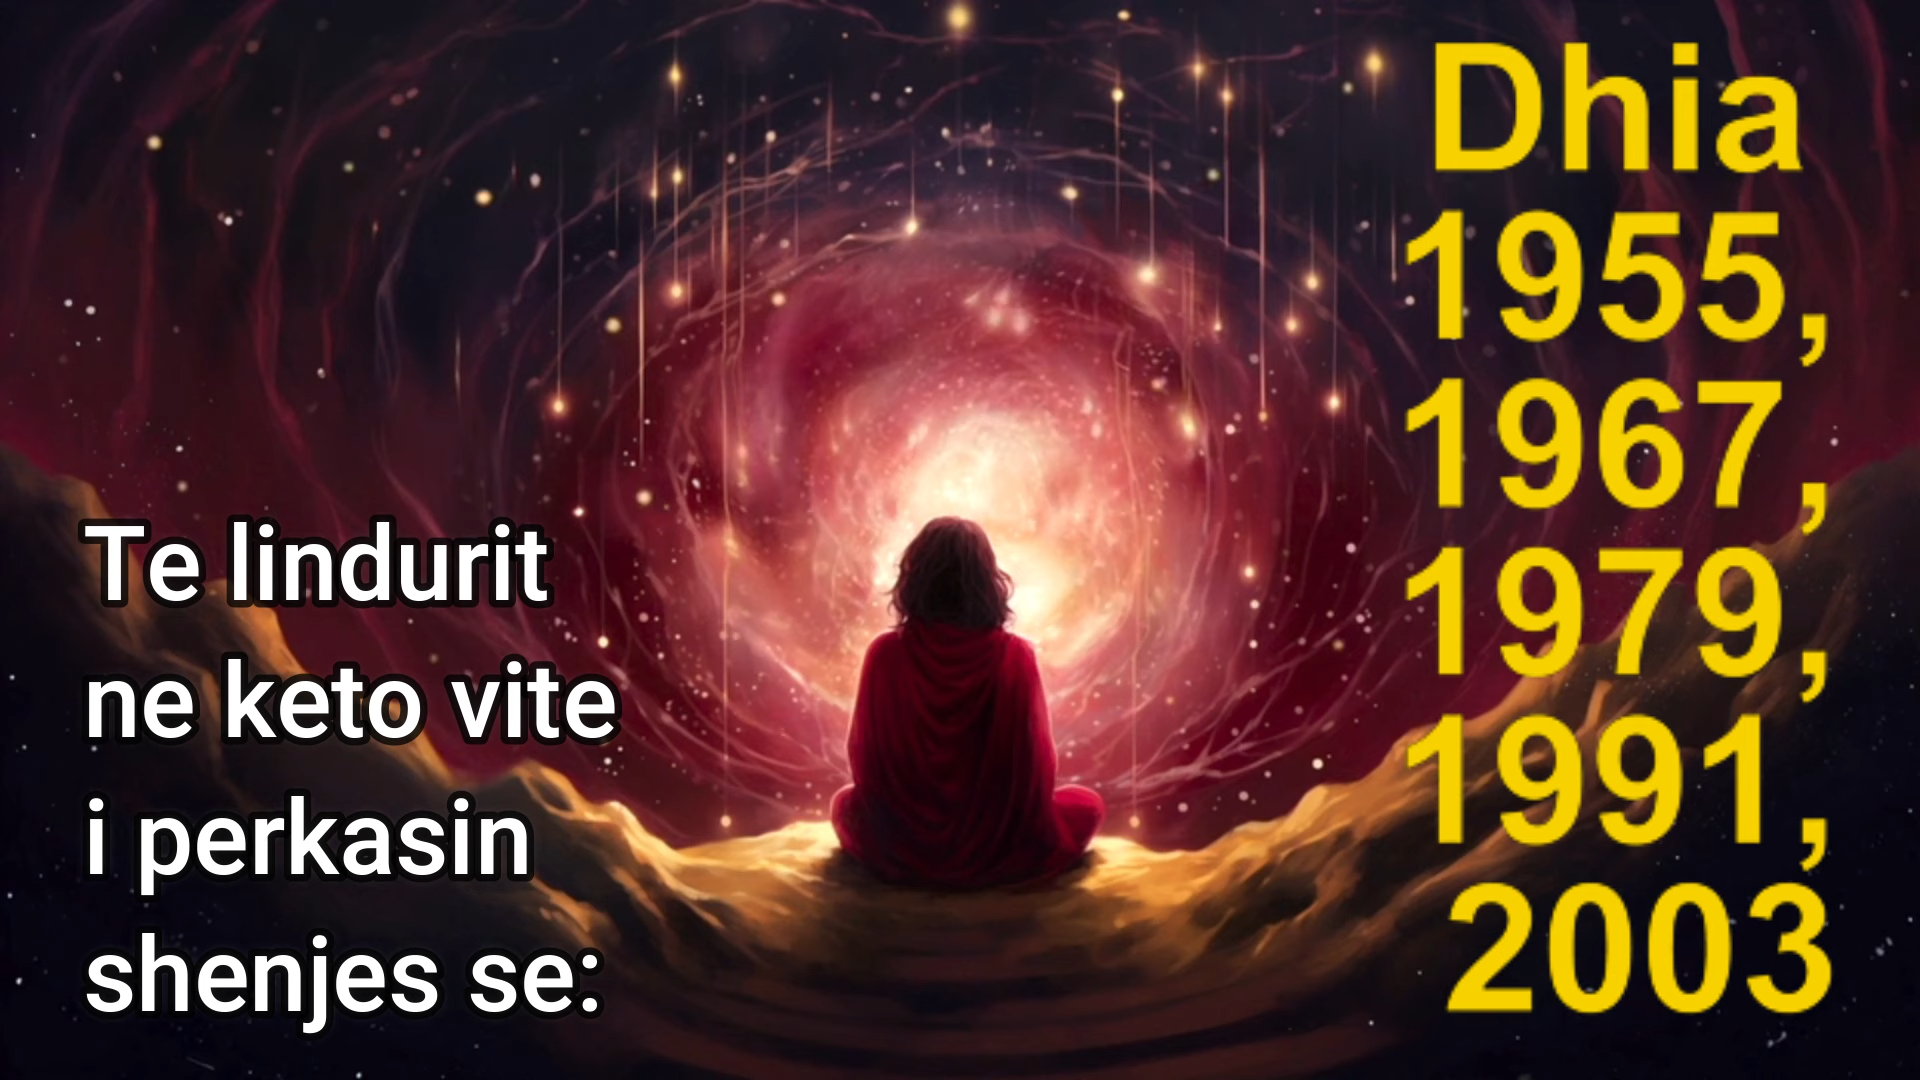 Te lindurit
ne keto vite
i perkasin
shenjes se:
Dhia
1955,
1967,
1979,
1991,
2003